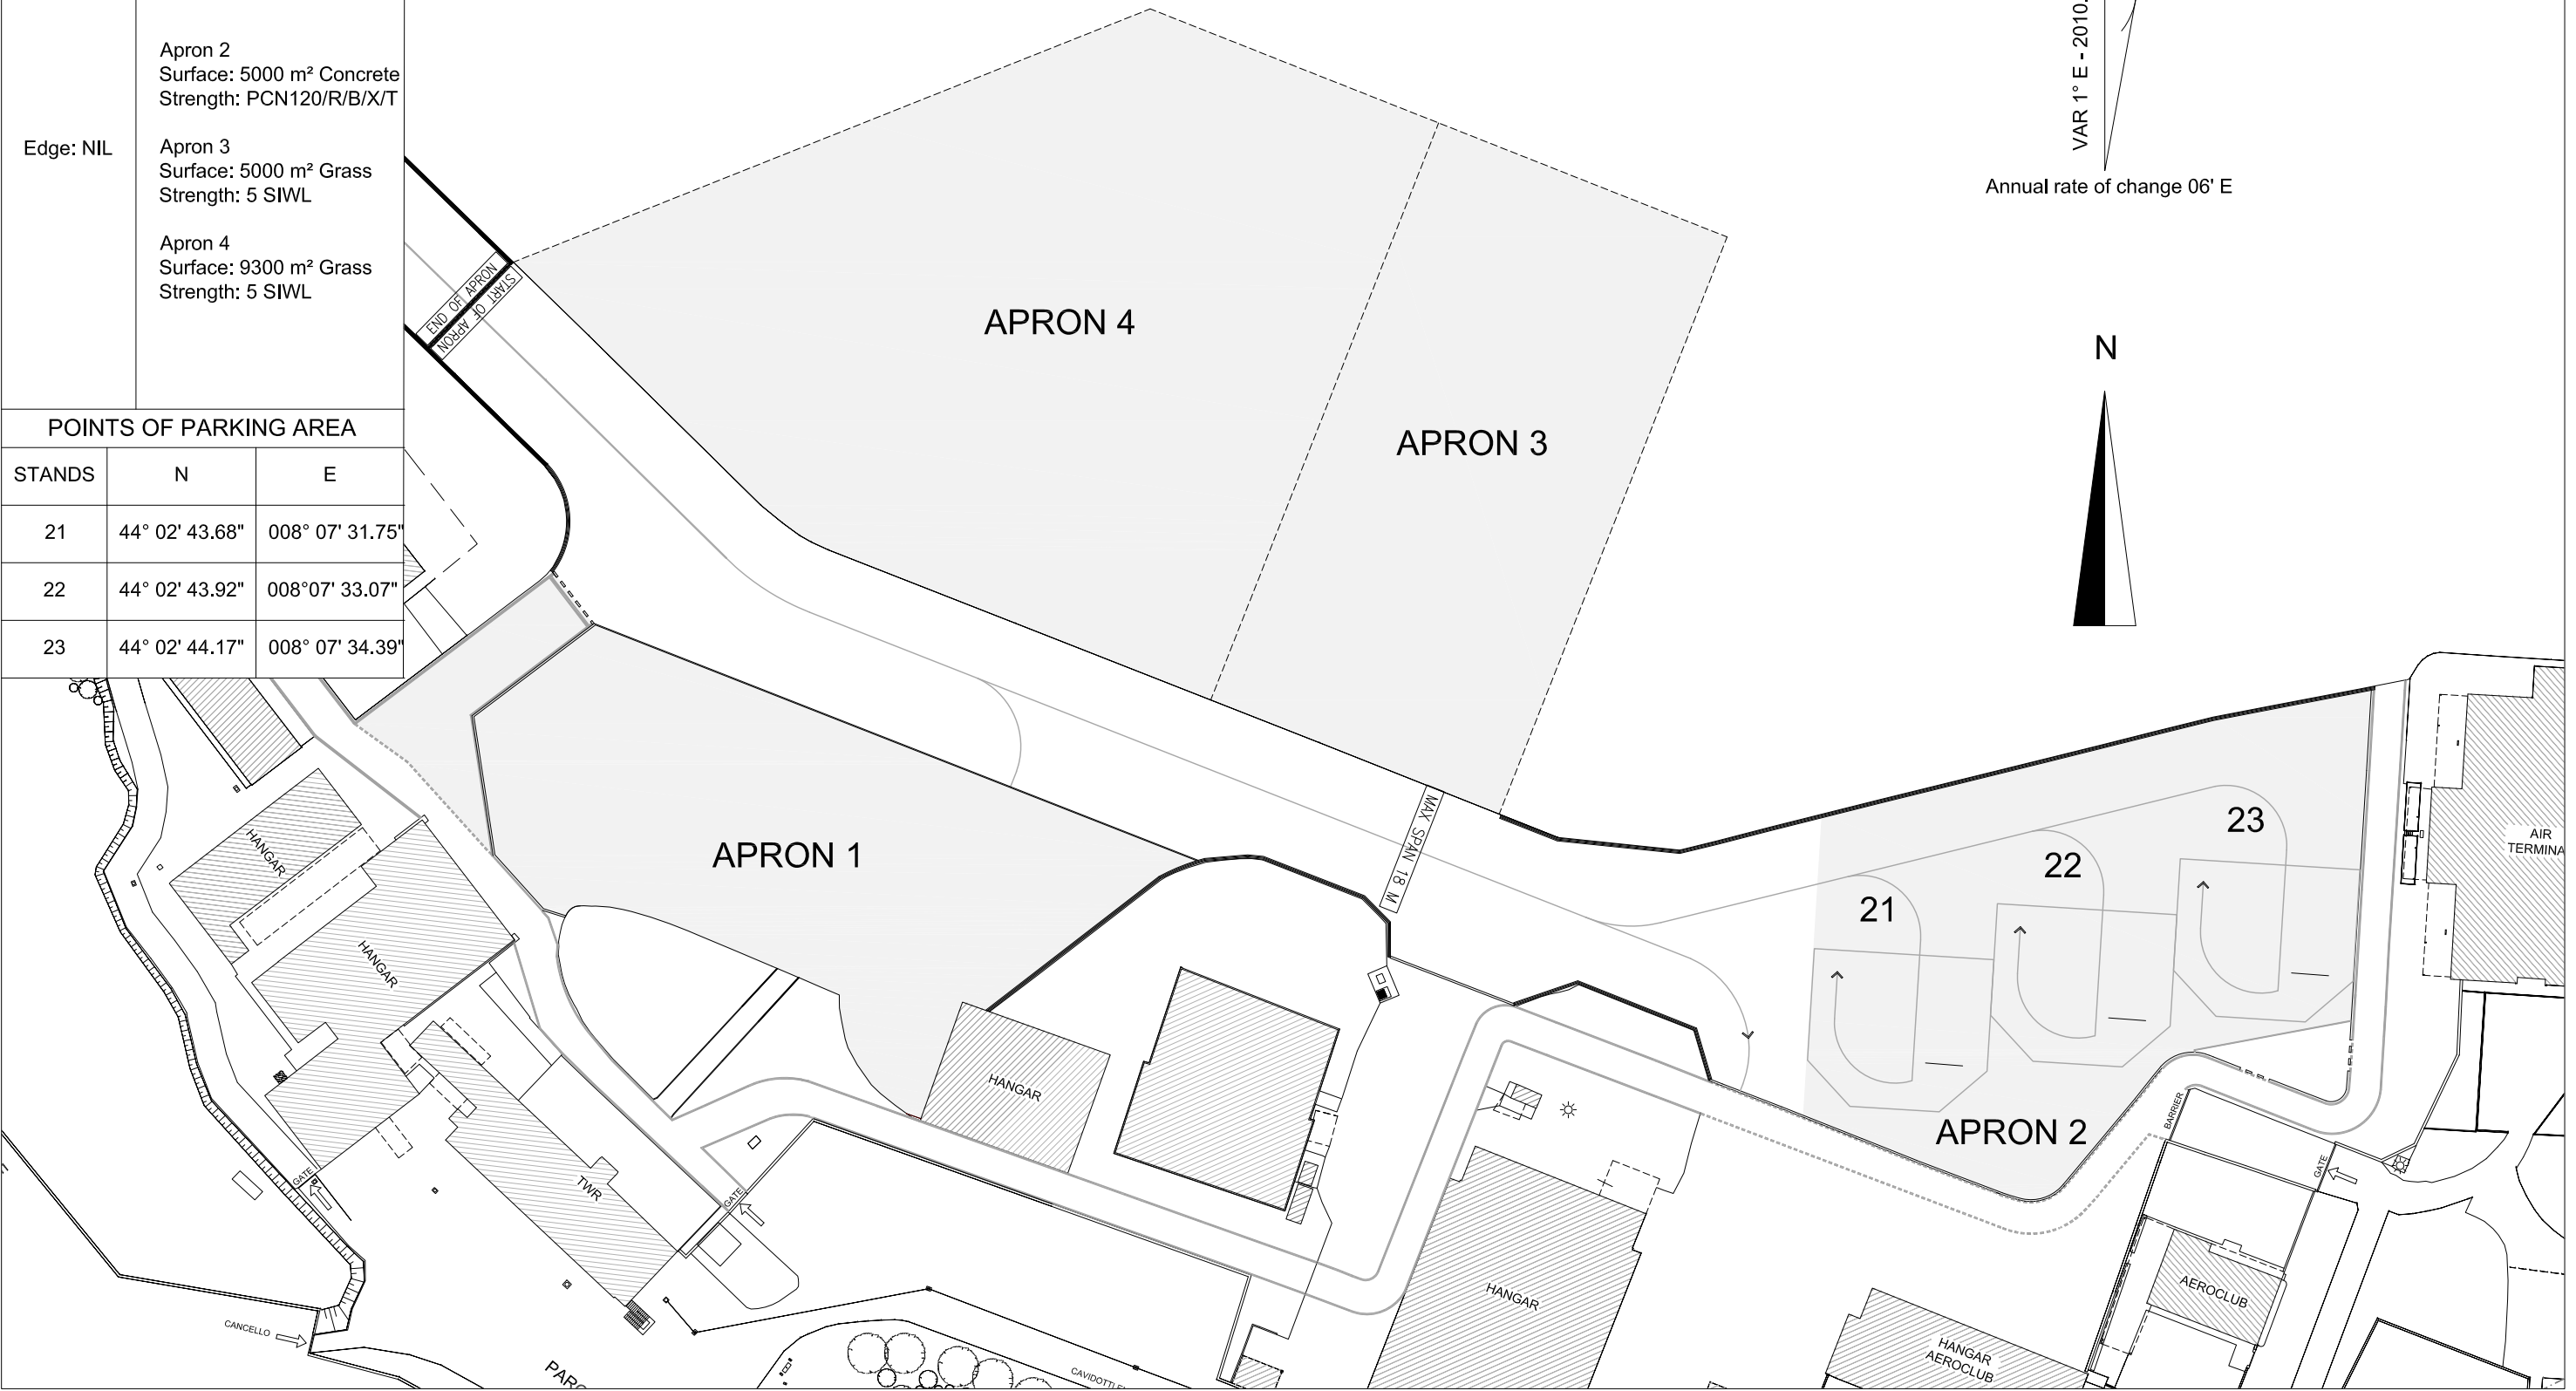 Apron 2
Surface: 5000 m² Concrete
Strength: PCN120/R/B/X/T
Edge: NIL
Apron 3
Surface: 5000 m² Grass
Strength: 5 SIWL
Apron 4
Surface: 9300 m² Grass
Strength: 5 SIWL
POINTS OF PARKING AREA
STANDS N E
21 44° 02' 43.68" 008° 07' 31.75"
22 44° 02' 43.92" 008°07' 33.07"
23 44° 02' 44.17" 008° 07' 34.39"
VAR 1° E - 2010.
Annual rate of change 06' E
N
END OF APRON
START OF APRON
APRON 4
APRON 3
APRON 1
MAX SPAN 18 M
21
22
23
APRON 2
AIR
TERMINA
HANGAR
HANGAR
HANGAR
TWR
GATE
GATE
BARRIER
GATE
HANGAR
AEROCLUB
HANGAR
AEROCLUB
CANCELLO
PARC
CAVIDOTTI